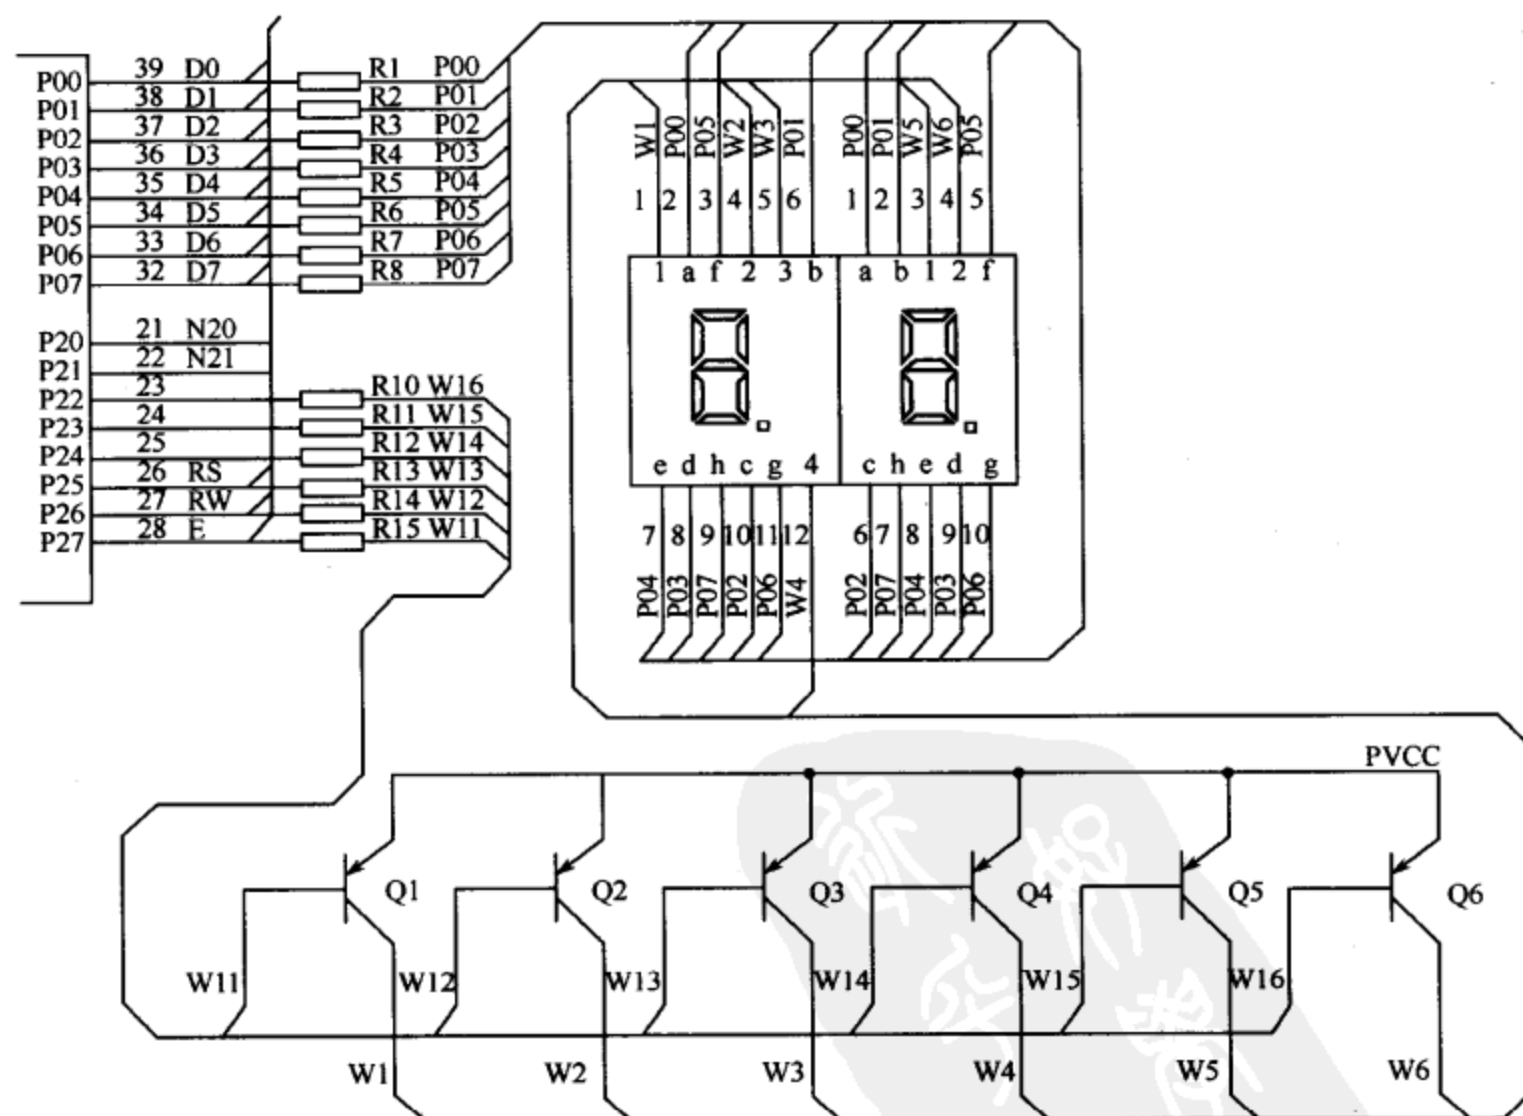 P00 39 D0 R1 P00
P01 38 D1 R2 P01
P02 37 D2 R3 P02
P03 36 D3 R4 P03
P04 35 D4 R5 P04
P05 34 D5 R6 P05
P06 33 D6 R7 P06
P07 32 D7 R8 P07
P20 21 N20
P21 22 N21
P22 23 R10 W16
P23 24 R11 W15
P24 25 R12 W14
P25 26 RS R13 W13
P26 27 RW R14 W12
P27 28 E R15 W11
W1 P00 P05 W2 W3 P01 P00 P01 W5 W6 P05
1 2 3 4 5 6 1 2 3 4 5
1 a f 2 3 b a b 1 2 f
e d h c g 4 c h e d g
7 8 9 10 11 12 6 7 8 9 10
P04 P03 P07 P02 P06 W4 P02 P07 P04 P03 P06
PVCC
Q1 Q2 Q3 Q4 Q5 Q6
W11 W12 W13 W14 W15 W16
W1 W2 W3 W4 W5 W6